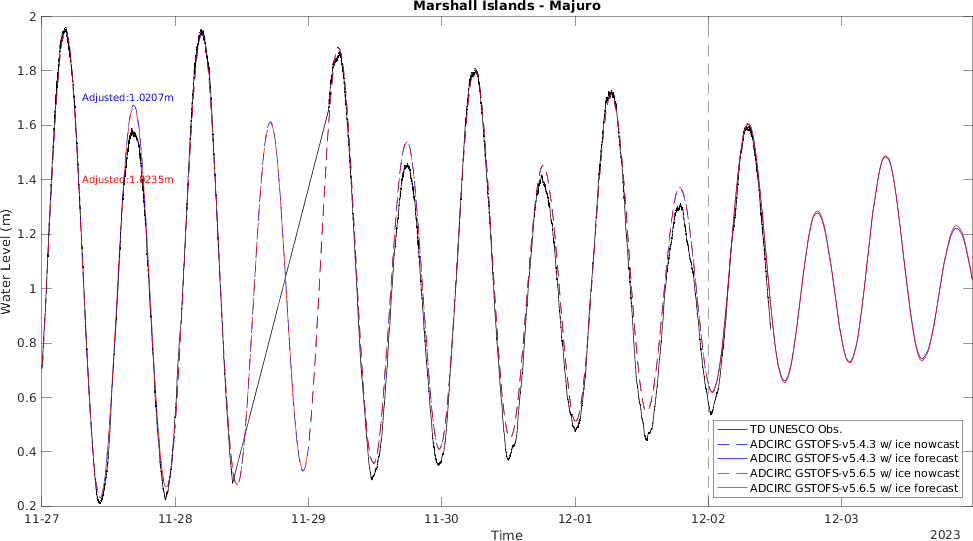 Marshall Islands - Majuro
2
1.8
1.6
1.4
1.2
1
0.8
0.6
0.4
0.2
Water Level (m)
Adjusted:1.0207m
Adjusted:1.0235m
TD UNESCO Obs.
ADCIRC GSTOFS-v5.4.3 w/ ice nowcast
ADCIRC GSTOFS-v5.4.3 w/ ice forecast
ADCIRC GSTOFS-v5.6.5 w/ ice nowcast
ADCIRC GSTOFS-v5.6.5 w/ ice forecast
11-27 11-28 11-29 11-30 12-01 12-02 12-03
Time
2023